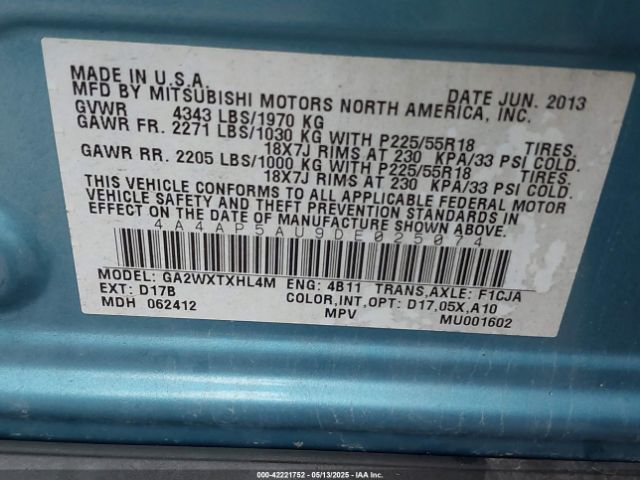 MADE IN U.S.A. DATE JUN. 2013
MFD BY MITSUBISHI MOTORS NORTH AMERICA, INC.
GVWR 4343 LBS/1970 KG
GAWR FR. 2271 LBS/1030 KG WITH P225/55R18 TIRES,
18X7J RIMS AT 230 KPA/33 PSI COLD.
GAWR RR. 2205 LBS/1000 KG WITH P225/55R18 TIRES,
18X7J RIMS AT 230 KPA/33 PSI COLD.
THIS VEHICLE CONFORMS TO ALL APPLICABLE FEDERAL MOTOR
VEHICLE SAFETY AND THEFT PREVENTION STANDARDS IN
EFFECT ON THE DATE OF MANUFACTURE SHOWN ABOVE.
4A4AP5AU9DE025074
MODEL: GA2WXTXHL4M ENG: 4B11 TRANS,AXLE: F1CJA
EXT: D17B COLOR,INT,OPT: D17,05X,A10
MDH 062412 MPV MU001602
000-42221752 05/13/2025 IAA Inc.